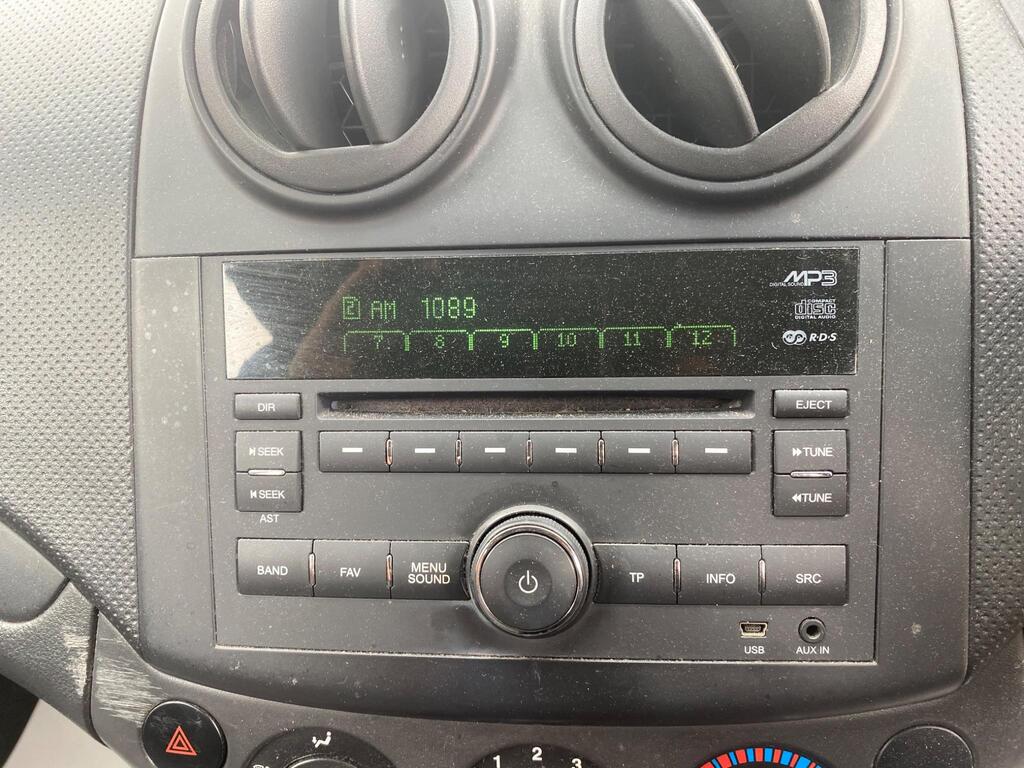 MP3
DIGITAL SOUND
2 AM 1089
COMPACT
disc
DIGITAL AUDIO
7 8 9 10 11 12
R·D·S
DIR
EJECT
SEEK
TUNE
SEEK
TUNE
AST
BAND
FAV
MENU
SOUND
TP
INFO
SRC
USB
AUX IN
1 2 3